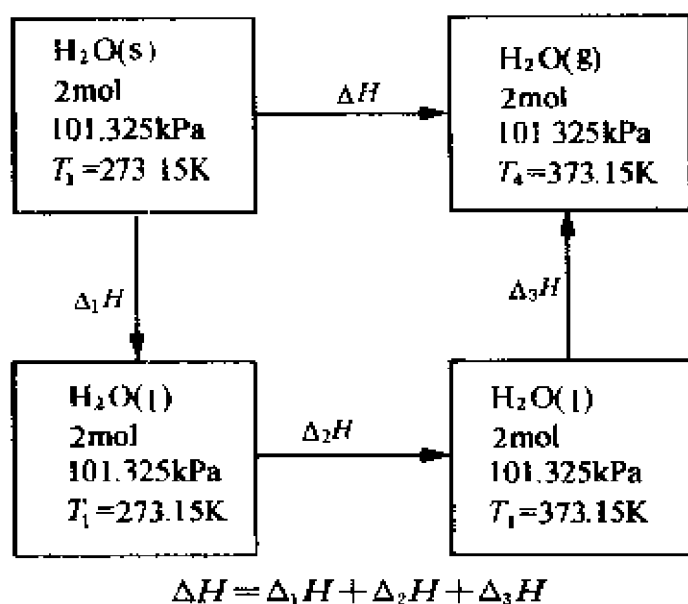 H₂O(s)
2mol
101.325kPa
T₁=273.15K
ΔH
H₂O(g)
2mol
101.325kPa
T₄=373.15K
Δ₁H
Δ₃H
H₂O(l)
2mol
101.325kPa
T₁=273.15K
Δ₂H
H₂O(l)
2mol
101.325kPa
T₁=373.15K
ΔH=Δ₁H+Δ₂H+Δ₃H